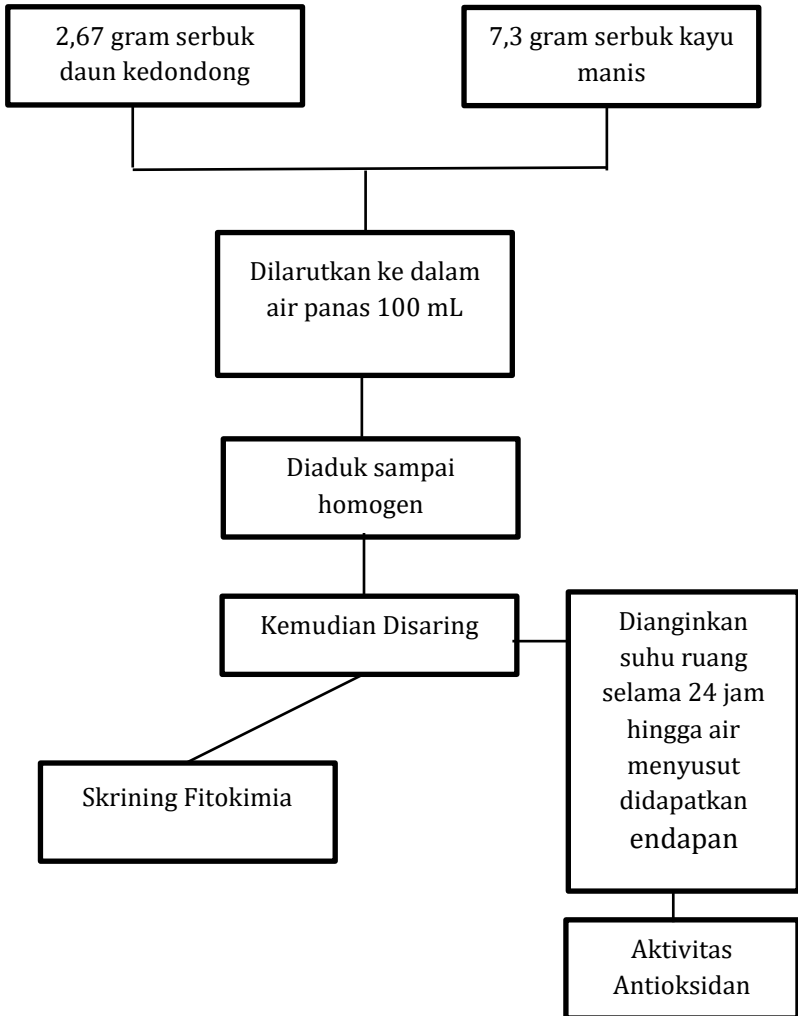 2,67 gram serbuk
daun kedondong
7,3 gram serbuk kayu
manis
Dilarutkan ke dalam
air panas 100 mL
Diaduk sampai
homogen
Kemudian Disaring
Dianginkan
suhu ruang
selama 24 jam
hingga air
menyusut
didapatkan
endapan
Skrining Fitokimia
Aktivitas
Antioksidan